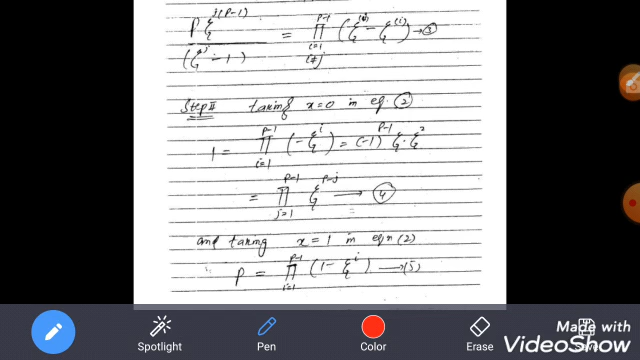 p ξ^{j(p-1)} / (ξ^j - 1) = ∏_{i=1, i≠j}^{p-1} (ξ^{(j)} - ξ^{(i)}) → ③
Step II taking x=0 in eq. ②
1 = ∏_{i=1}^{p-1} (-ξ^i) = (-1)^{p-1} ξ · ξ^2
= ∏_{j=1}^{p-1} ξ^{p-j} → ④
and taking x=1 in eqn (2)
p = ∏_{i=1}^{p-1} (1 - ξ^i) → (5)
Spotlight Pen Color Erase Save
Made with
VideoShow